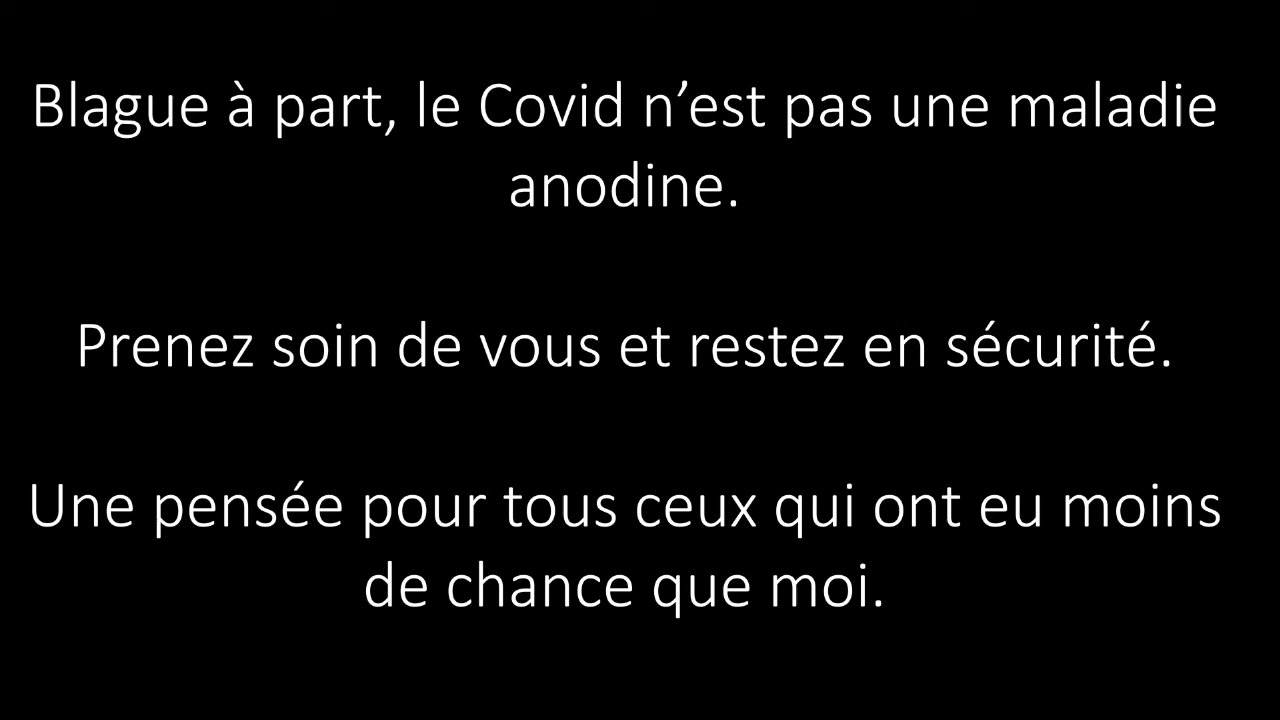 Blague à part, le Covid n’est pas une maladie
anodine.
Prenez soin de vous et restez en sécurité.
Une pensée pour tous ceux qui ont eu moins
de chance que moi.